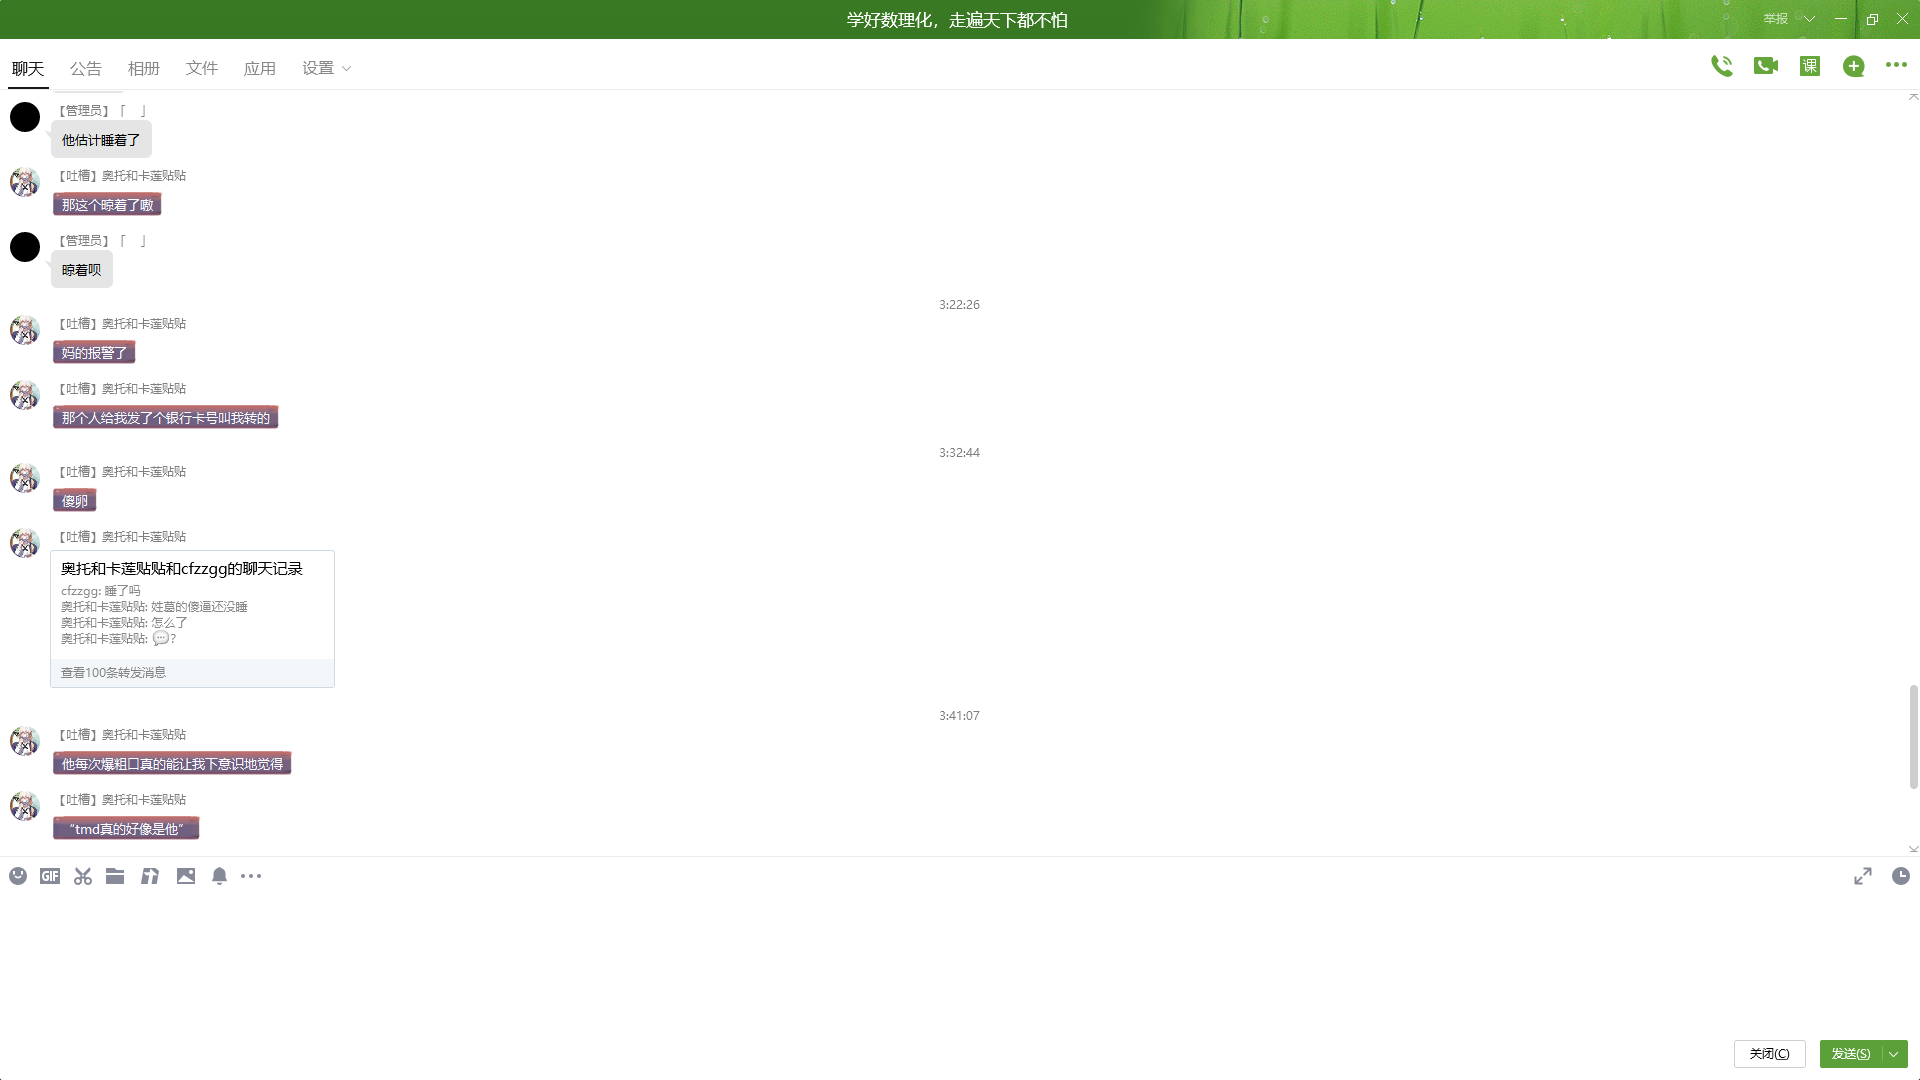 学好数理化，走遍天下都不怕
举报
聊天 公告 相册 文件 应用 设置
课
【管理员】「 」
他估计睡着了
【吐槽】奥托和卡莲贴贴
那这个晾着了嗷
【管理员】「 」
晾着呗
3:22:26
【吐槽】奥托和卡莲贴贴
妈的报警了
【吐槽】奥托和卡莲贴贴
那个人给我发了个银行卡号叫我转的
3:32:44
【吐槽】奥托和卡莲贴贴
傻卵
【吐槽】奥托和卡莲贴贴
奥托和卡莲贴贴和cfzzgg的聊天记录
cfzzgg: 睡了吗
奥托和卡莲贴贴: 姓墓的傻逼还没睡
奥托和卡莲贴贴: 怎么了
奥托和卡莲贴贴: 💬?
查看100条转发消息
3:41:07
【吐槽】奥托和卡莲贴贴
他每次爆粗口真的能让我下意识地觉得
【吐槽】奥托和卡莲贴贴
“tmd真的好像是他”
GIF
关闭(C) 发送(S)